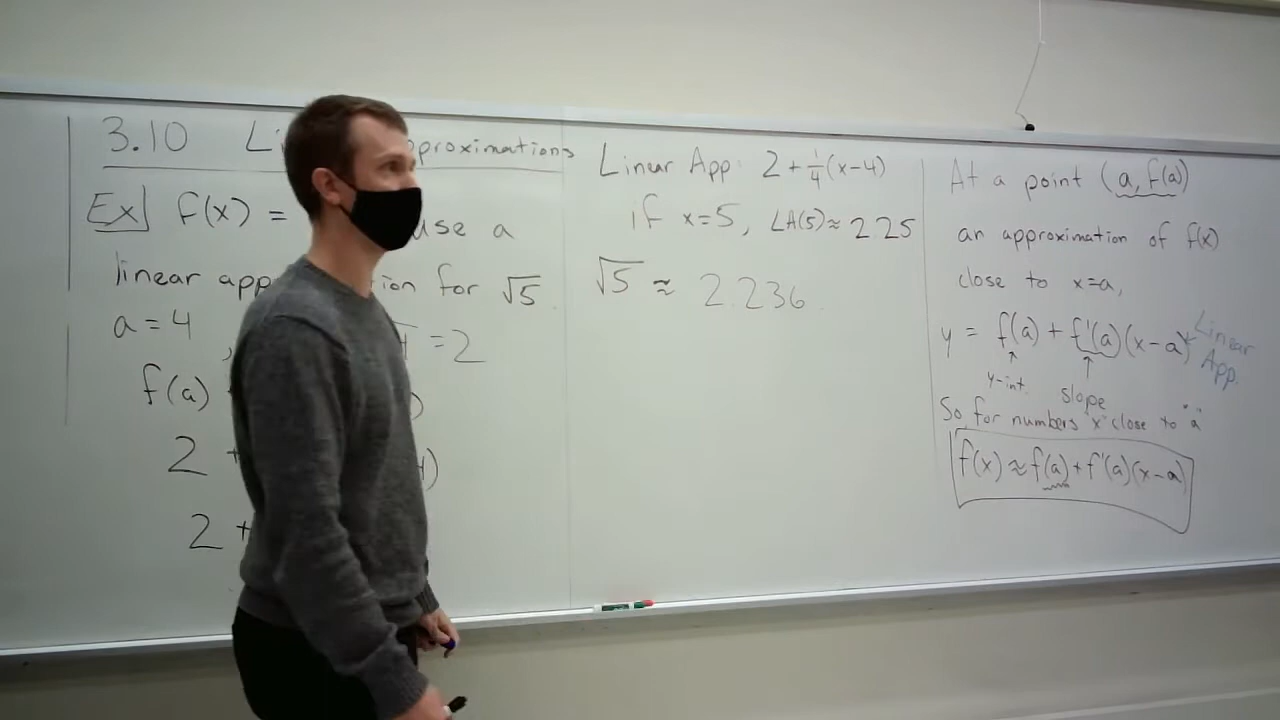 3.10 Li proximations
Ex f(x) = use a
linear app ion for √5
a = 4 , = 2
f(a)
2 +
2 +
Linear App: 2 + 1/4(x-4)
if x=5, LA(5) ≈ 2.25
√5 ≈ 2.236
At a point (a, f(a))
an approximation of f(x)
close to x=a,
y = f(a) + f'(a)(x-a)
Linear App.
y-int. slope
So, for numbers "x" close to "a"
f(x) ≈ f(a) + f'(a)(x-a)